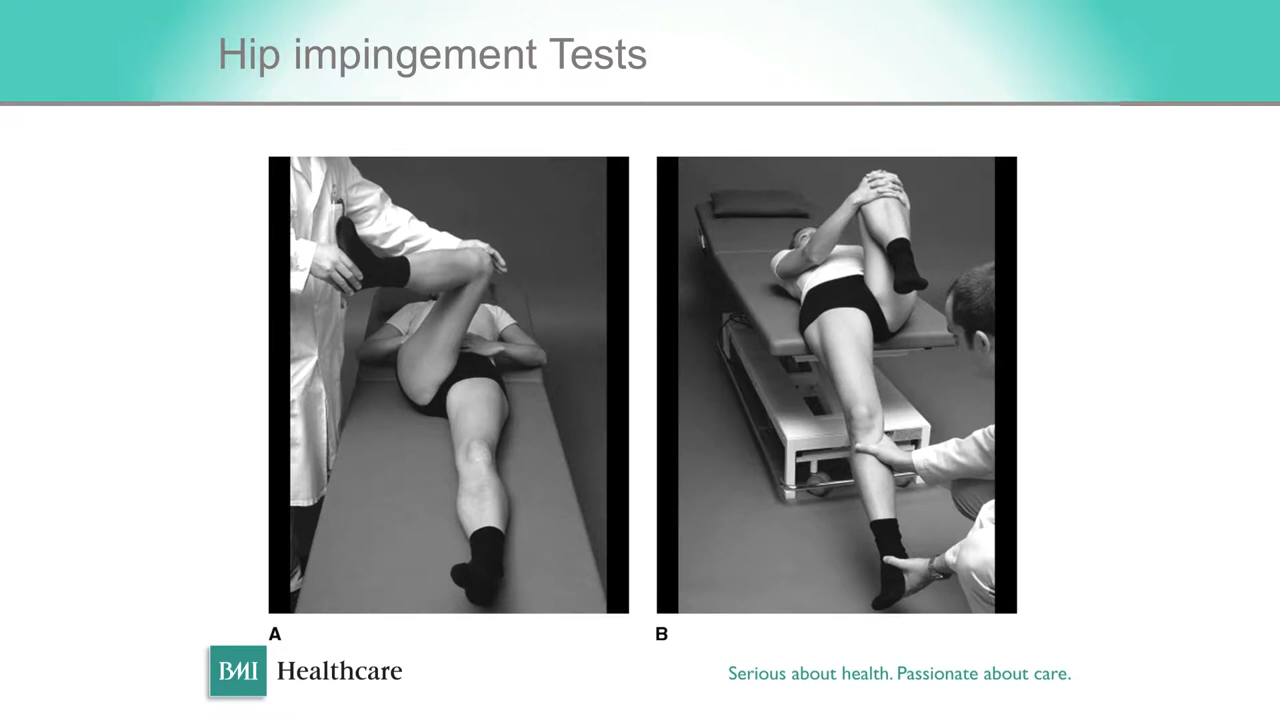 Hip impingement Tests
A
B
BMI Healthcare
Serious about health. Passionate about care.